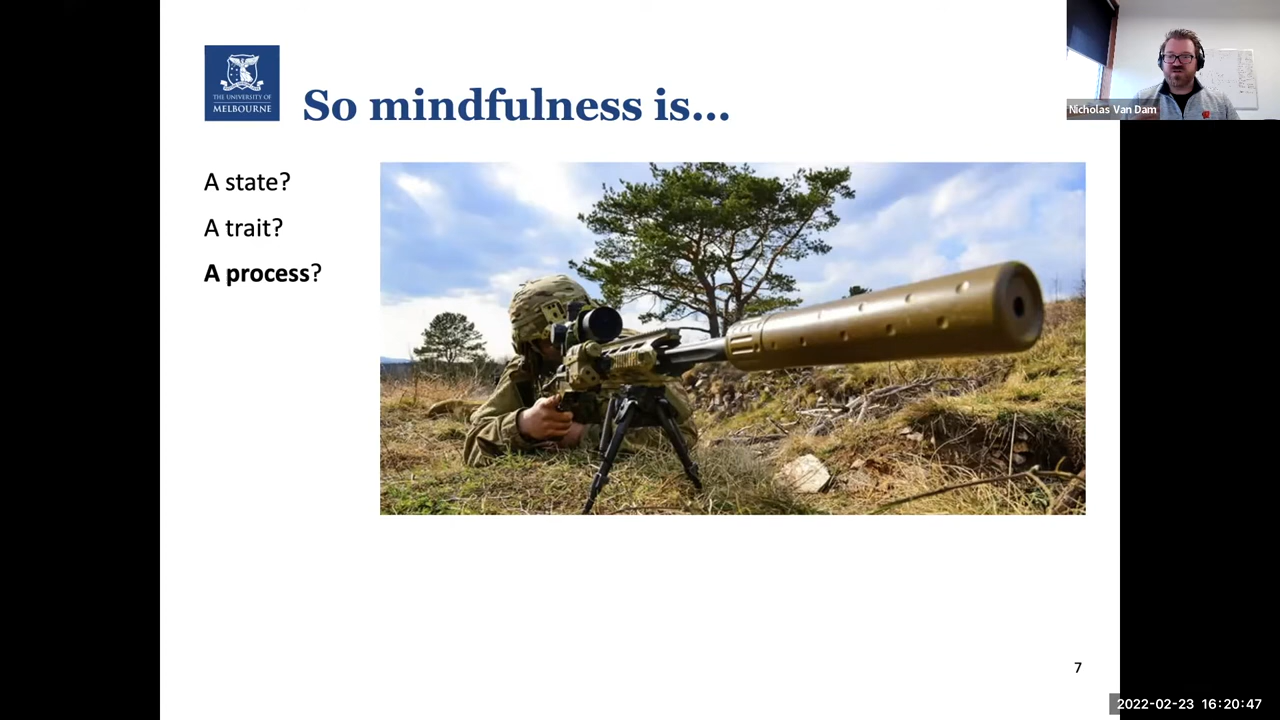 THE UNIVERSITY OF
MELBOURNE
So mindfulness is...
A state?
A trait?
A process?
Nicholas Van Dam
7
2022-02-23 16:20:47